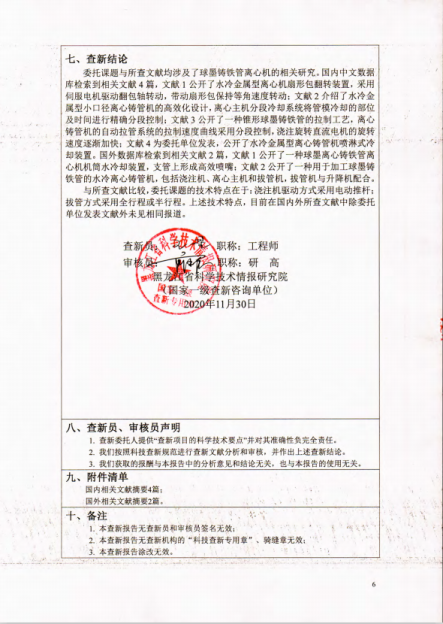 七、查新结论
委托课题与所查文献均涉及了球墨铸铁管离心机的相关研究。国内中文数据
库检索到相关文献 4 篇，文献 1 公开了水冷金属型离心机扇形包翻转装置，采用
伺服电机驱动翻包轴转动，带动扇形包保持等角速度转动；文献 2 介绍了水冷金
属型小口径离心铸管机的高效化设计，离心主机分段冷却系统将管模冷却的部位
及时间进行精确分段控制；文献 3 公开了一种锥形球墨铸铁管的拉制工艺，离心
铸管机的自动拉管系统的拉制速度曲线采用分段控制，浇注旋转直流电机的旋转
速度逐渐加快；文献 4 为委托单位发表，公开了水冷金属型离心铸管机喷淋式冷
却装置。国外数据库检索到相关文献 2 篇，文献 1 公开了一种球墨离心铸铁管离
心机机筒水冷却装置，支管上形成高效喷嘴；文献 2 公开了一种用于加工球墨铸
铁管的水冷离心铸管机，包括浇注机、离心主机和拔管机，拔管机与升降机配合。
与所查文献比较，委托课题的技术特点在于：浇注机驱动方式采用电动推杆；
拔管方式采用全行程或半行程。上述技术特点，目前在国内外所查文献中除委托
单位发表文献外未见相同报道。
查新员： 职称：工程师
审核员： 职称：研 高
黑龙江省科学技术情报研究院
（国家一级查新咨询单位）
2020年11月30日
查新专用章
八、查新员、审核员声明
1. 查新委托人提供“查新项目的科学技术要点”并对其准确性负完全责任。
2. 我们按照科技查新规范进行查新文献分析和审核，并作出上述查新结论。
3. 我们获取的报酬与本报告中的分析意见和结论无关，也与本报告的使用无关。
九、附件清单
国内相关文献摘要4篇；
国外相关文献摘要2篇。
十、备注
1. 本查新报告无查新员和审核员签名无效；
2. 本查新报告无查新机构的“科技查新专用章”、骑缝章无效；
3. 本查新报告涂改无效。
6